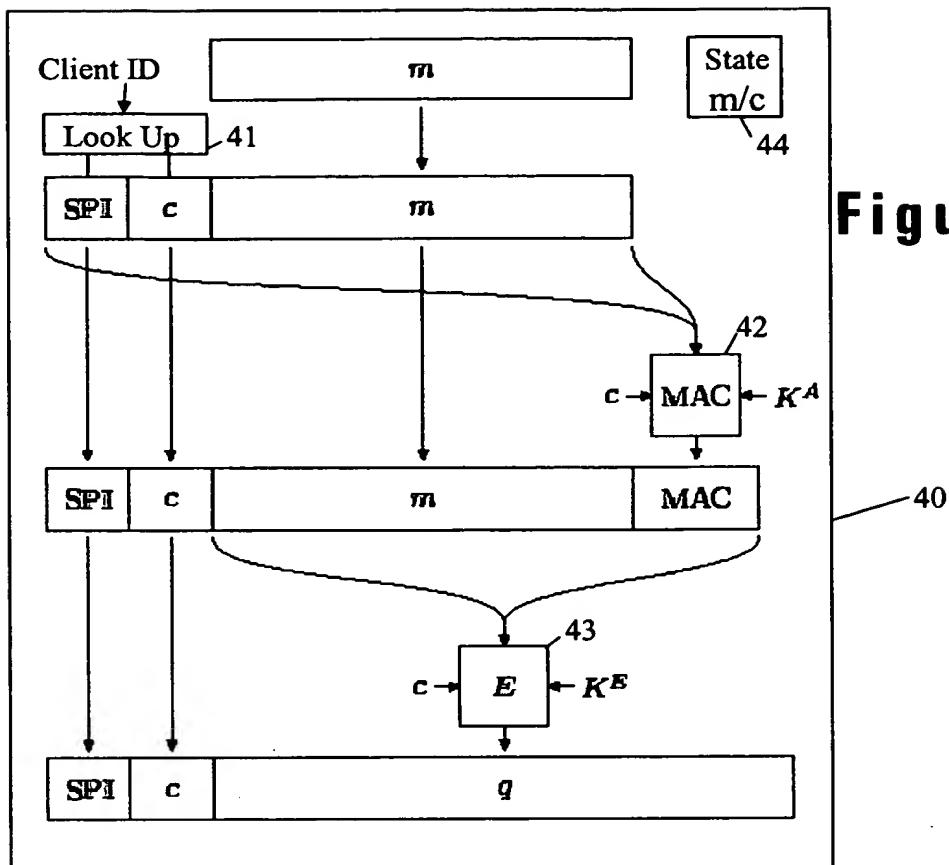 m
State
m/c
44
Client ID
Look Up
41
SPI c m
Figu
42
c MAC K^A
SPI c m MAC
40
43
c E K^E
SPI c q